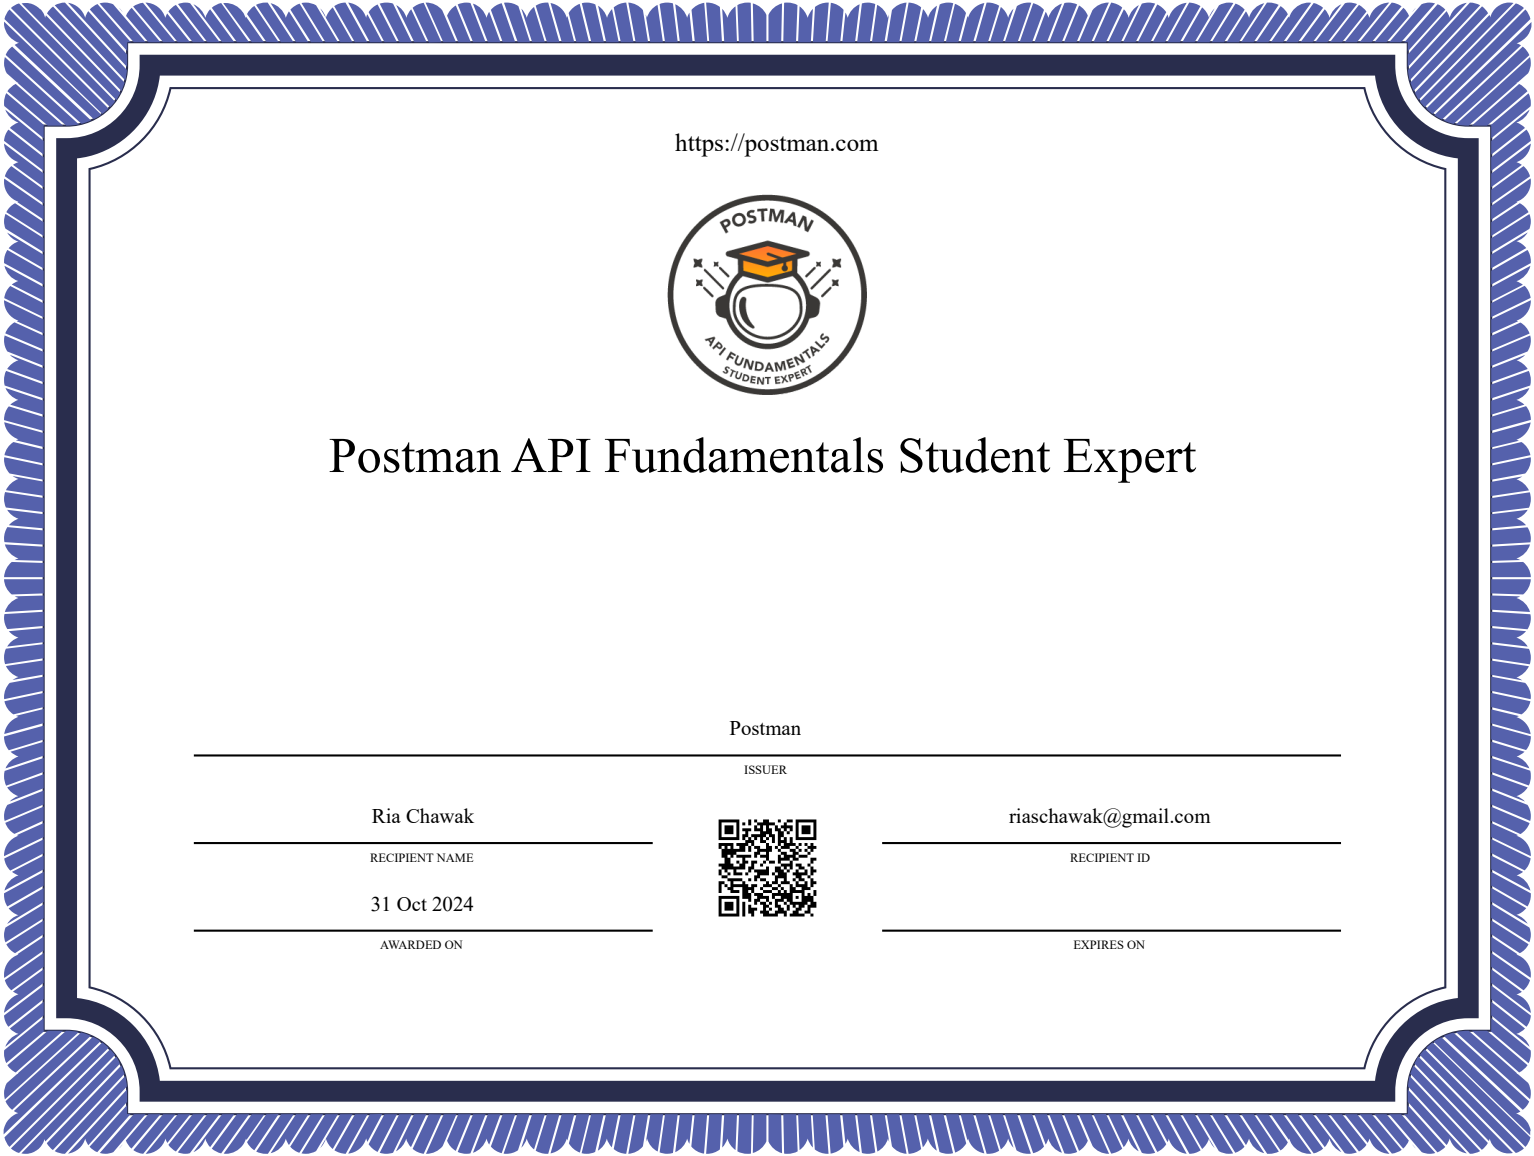 https://postman.com
POSTMAN
API FUNDAMENTALS
STUDENT EXPERT
Postman API Fundamentals Student Expert
Postman
ISSUER
Ria Chawak
RECIPIENT NAME
riaschawak@gmail.com
RECIPIENT ID
31 Oct 2024
AWARDED ON
EXPIRES ON